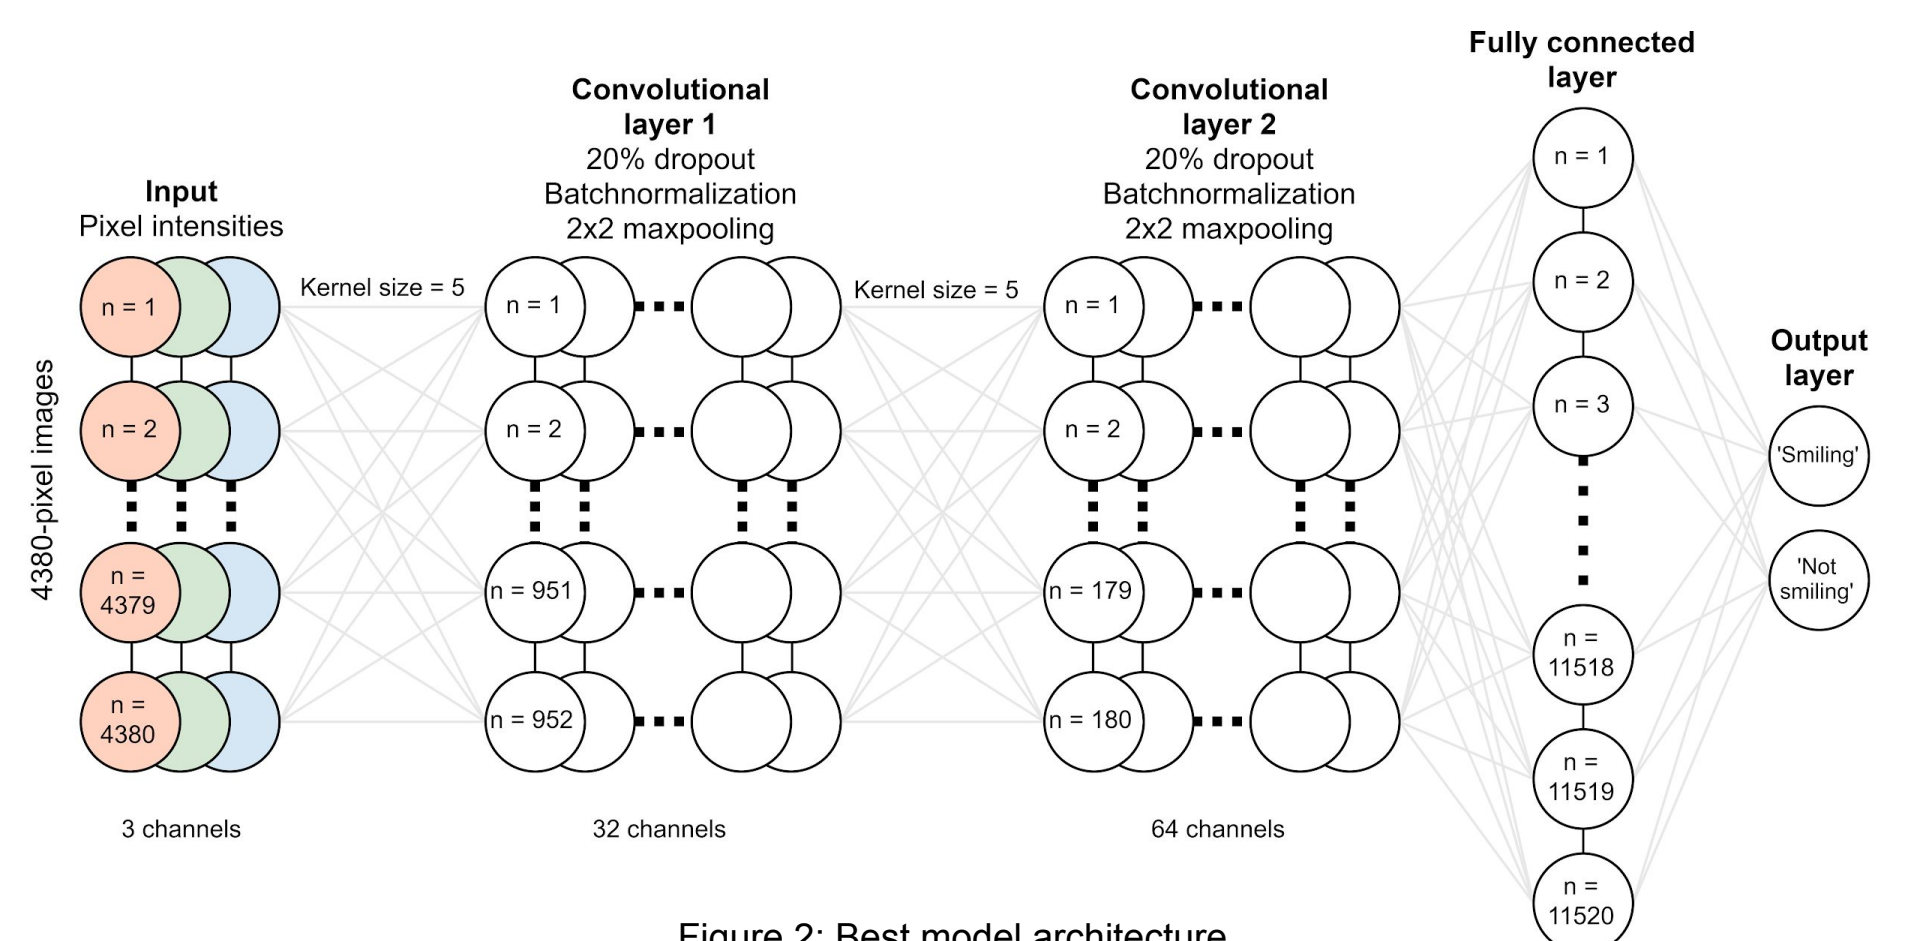 Input
Pixel intensities
4380-pixel images
n = 1
n = 2
n =
4379
n =
4380
3 channels
Kernel size = 5
Convolutional
layer 1
20% dropout
Batchnormalization
2x2 maxpooling
n = 1
n = 2
n = 951
n = 952
32 channels
Kernel size = 5
Convolutional
layer 2
20% dropout
Batchnormalization
2x2 maxpooling
n = 1
n = 2
n = 179
n = 180
64 channels
Fully connected
layer
n = 1
n = 2
n = 3
n =
11518
n =
11519
n =
11520
Output
layer
'Smiling'
'Not
smiling'
Figure 2: Best model architecture